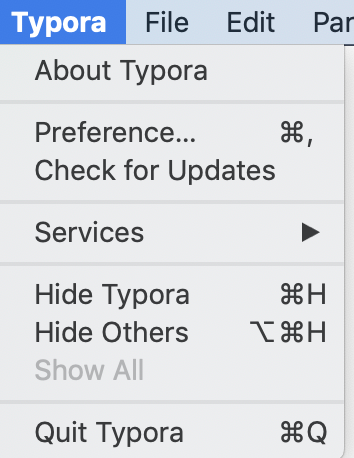 Typora File Edit Par
About Typora
Preference... ⌘,
Check for Updates
Services ▶
Hide Typora ⌘H
Hide Others ⌥⌘H
Show All
Quit Typora ⌘Q